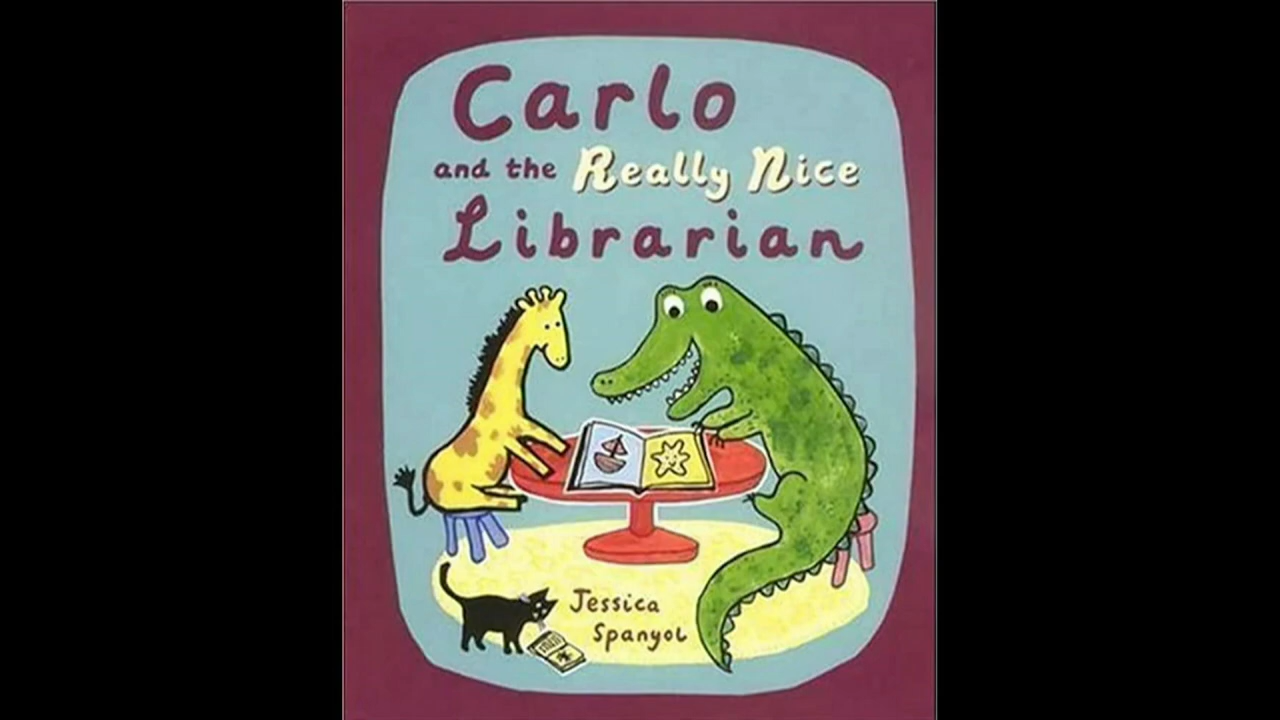 Carlo
and the Really Nice
Librarian
Jessica
Spanyol